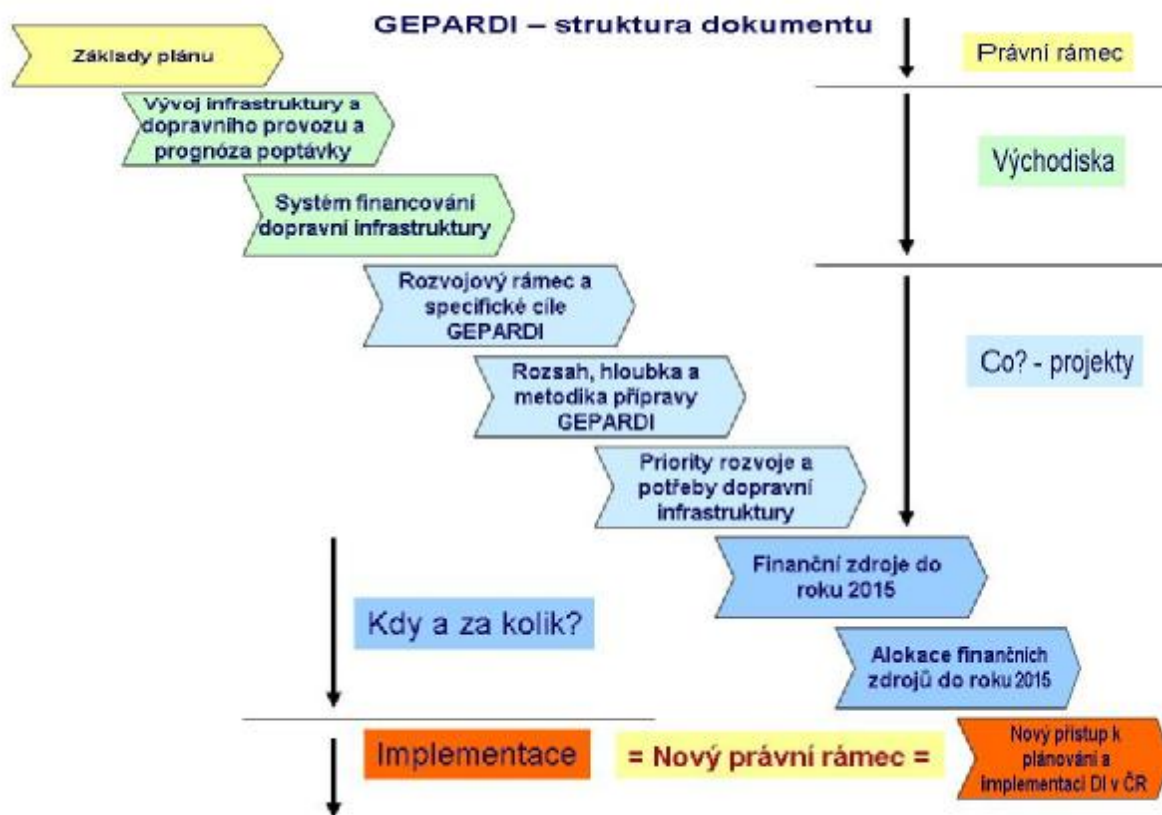 GEPARDI – struktura dokumentu
Základy plánu
Právní rámec
Vývoj infrastruktury a
dopravního provozu a
prognóza poptávky
Východiska
Systém financování
dopravní infrastruktury
Rozvojový rámec a
specifické cíle
GEPARDI
Co? - projekty
Rozsah, hloubka a
metodika přípravy
GEPARDI
Priority rozvoje a
potřeby dopravní
infrastruktury
Finanční zdroje do
roku 2015
Kdy a za kolik?
Alokace finančních
zdrojů do roku 2015
Implementace
= Nový právní rámec =
Nový přístup k
plánování a
implementaci DI v ČR